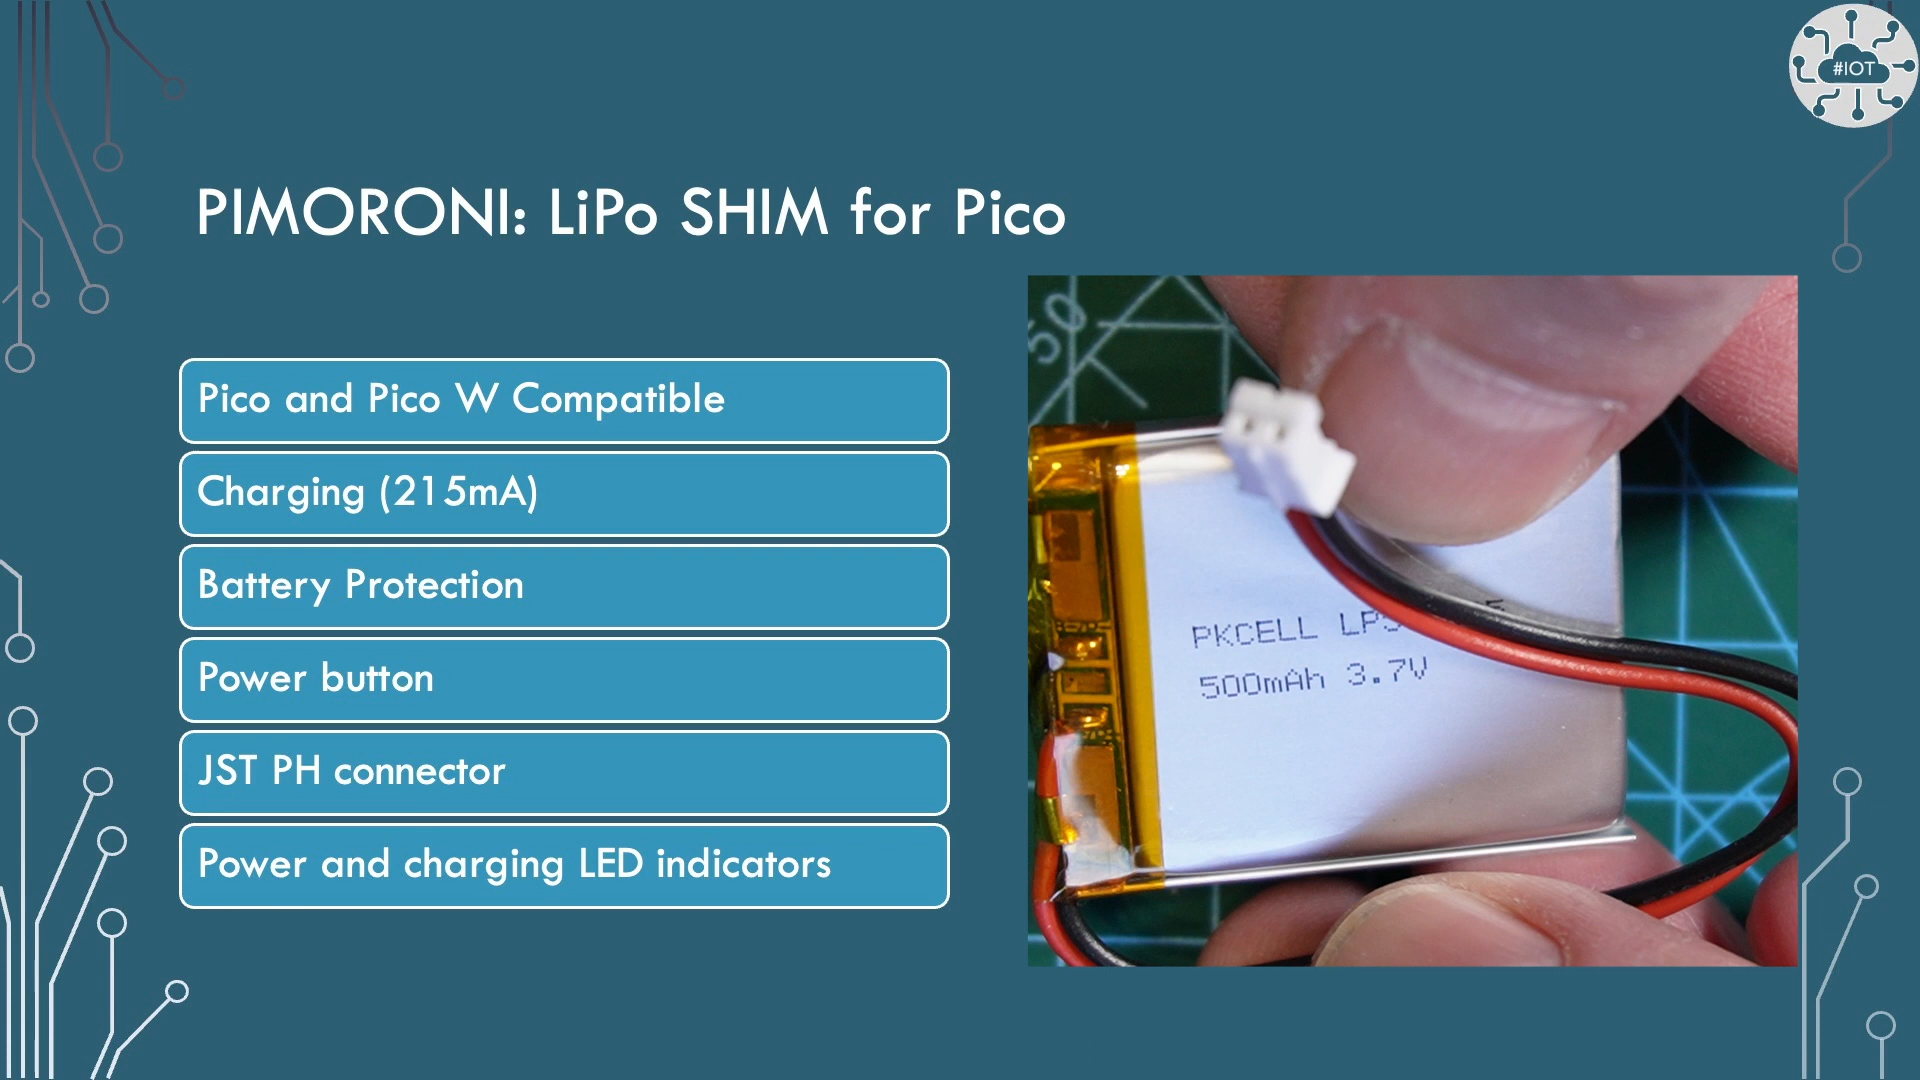 #IOT
PIMORONI: LiPo SHIM for Pico
Pico and Pico W Compatible
Charging (215mA)
Battery Protection
Power button
JST PH connector
Power and charging LED indicators
50
PKCELL
500mAh 3.7V